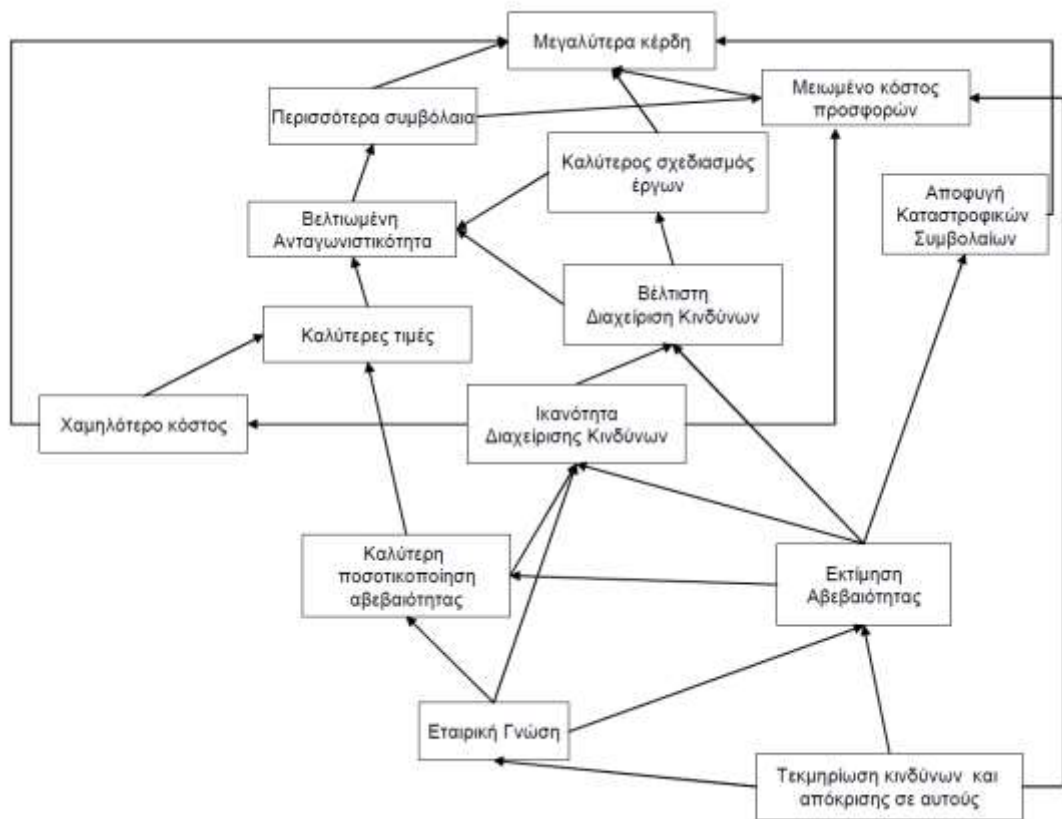 Μεγαλύτερα κέρδη
Μειωμένο κόστος
προσφορών
Περισσότερα συμβόλαια
Καλύτερος σχεδιασμός
έργων
Αποφυγή
Καταστροφικών
Συμβολαίων
Βελτιωμένη
Ανταγωνιστικότητα
Βέλτιστη
Διαχείριση Κινδύνων
Καλύτερες τιμές
Χαμηλότερο κόστος
Ικανότητα
Διαχείρισης Κινδύνων
Καλύτερη
ποσοτικοποίηση
αβεβαιότητας
Εκτίμηση
Αβεβαιότητας
Εταιρική Γνώση
Τεκμηρίωση κινδύνων και
απόκρισης σε αυτούς